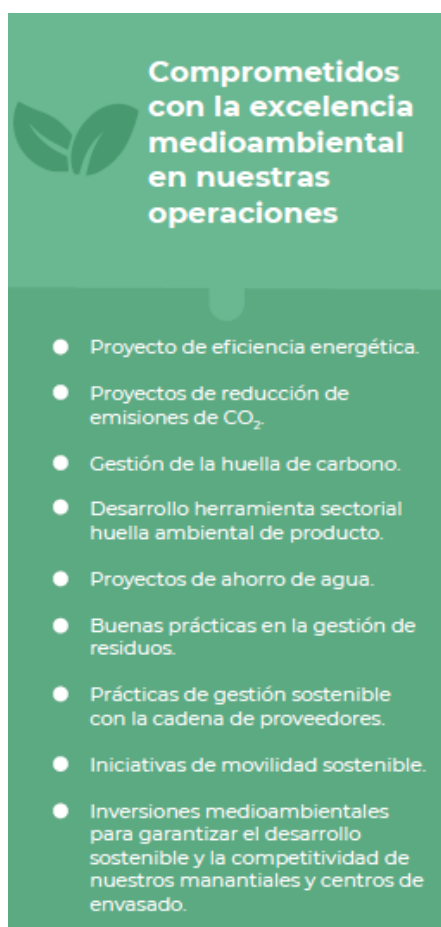 Comprometidos
con la excelencia
medioambiental
en nuestras
operaciones
Proyecto de eficiencia energética.
Proyectos de reducción de
emisiones de CO₂.
Gestión de la huella de carbono.
Desarrollo herramienta sectorial
huella ambiental de producto.
Proyectos de ahorro de agua.
Buenas prácticas en la gestión de
residuos.
Prácticas de gestión sostenible
con la cadena de proveedores.
Iniciativas de movilidad sostenible.
Inversiones medioambientales
para garantizar el desarrollo
sostenible y la competitividad de
nuestros manantiales y centros de
envasado.